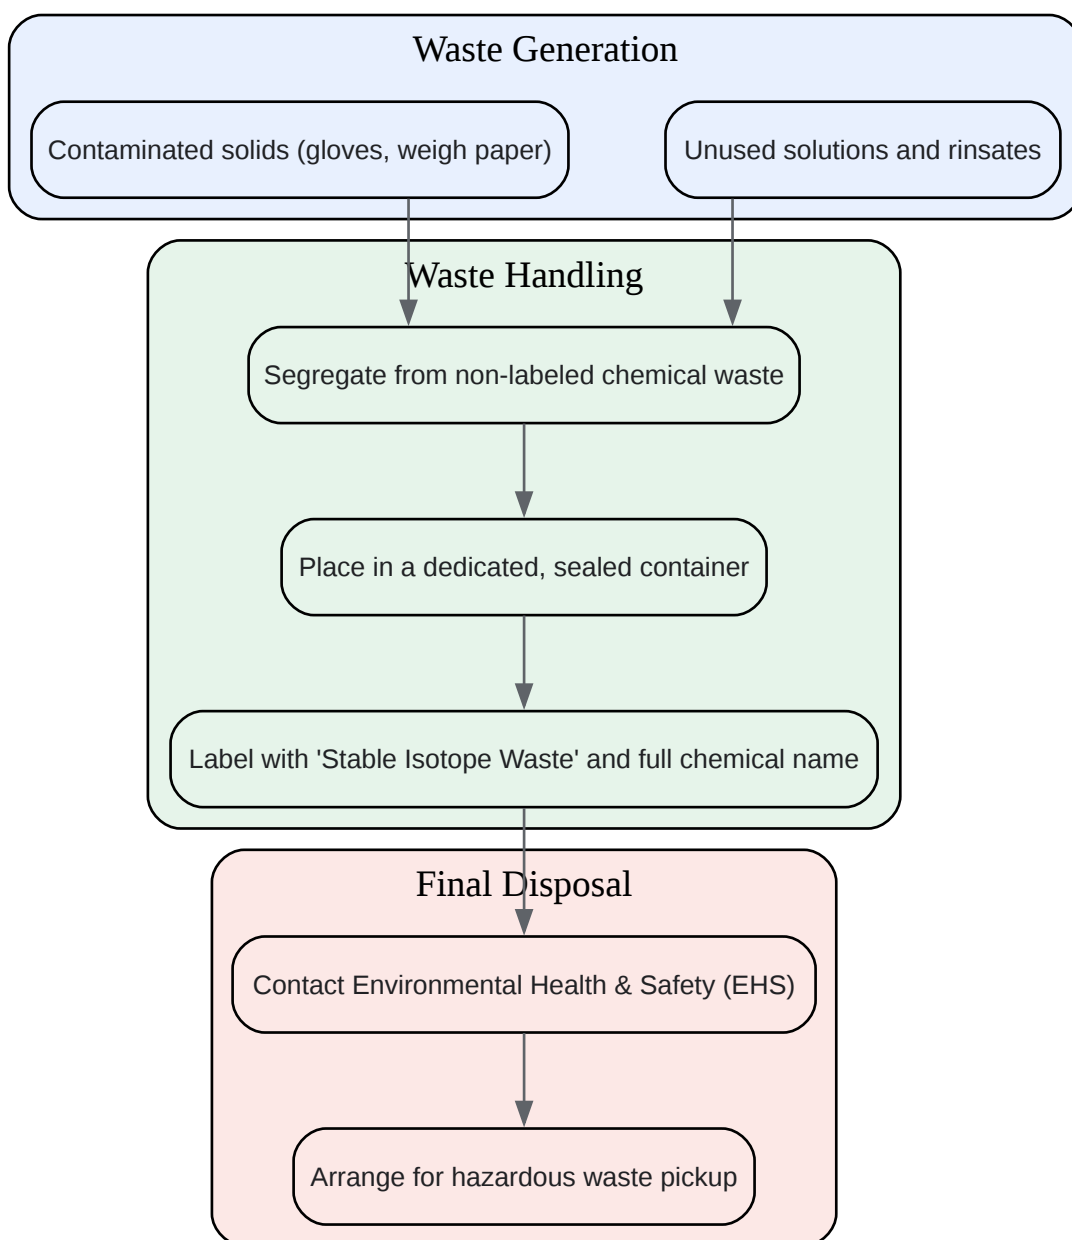 Waste Generation
Contaminated solids (gloves, weigh paper)
Unused solutions and rinsates
Waste Handling
Segregate from non-labeled chemical waste
Place in a dedicated, sealed container
Label with 'Stable Isotope Waste' and full chemical name
Final Disposal
Contact Environmental Health & Safety (EHS)
Arrange for hazardous waste pickup